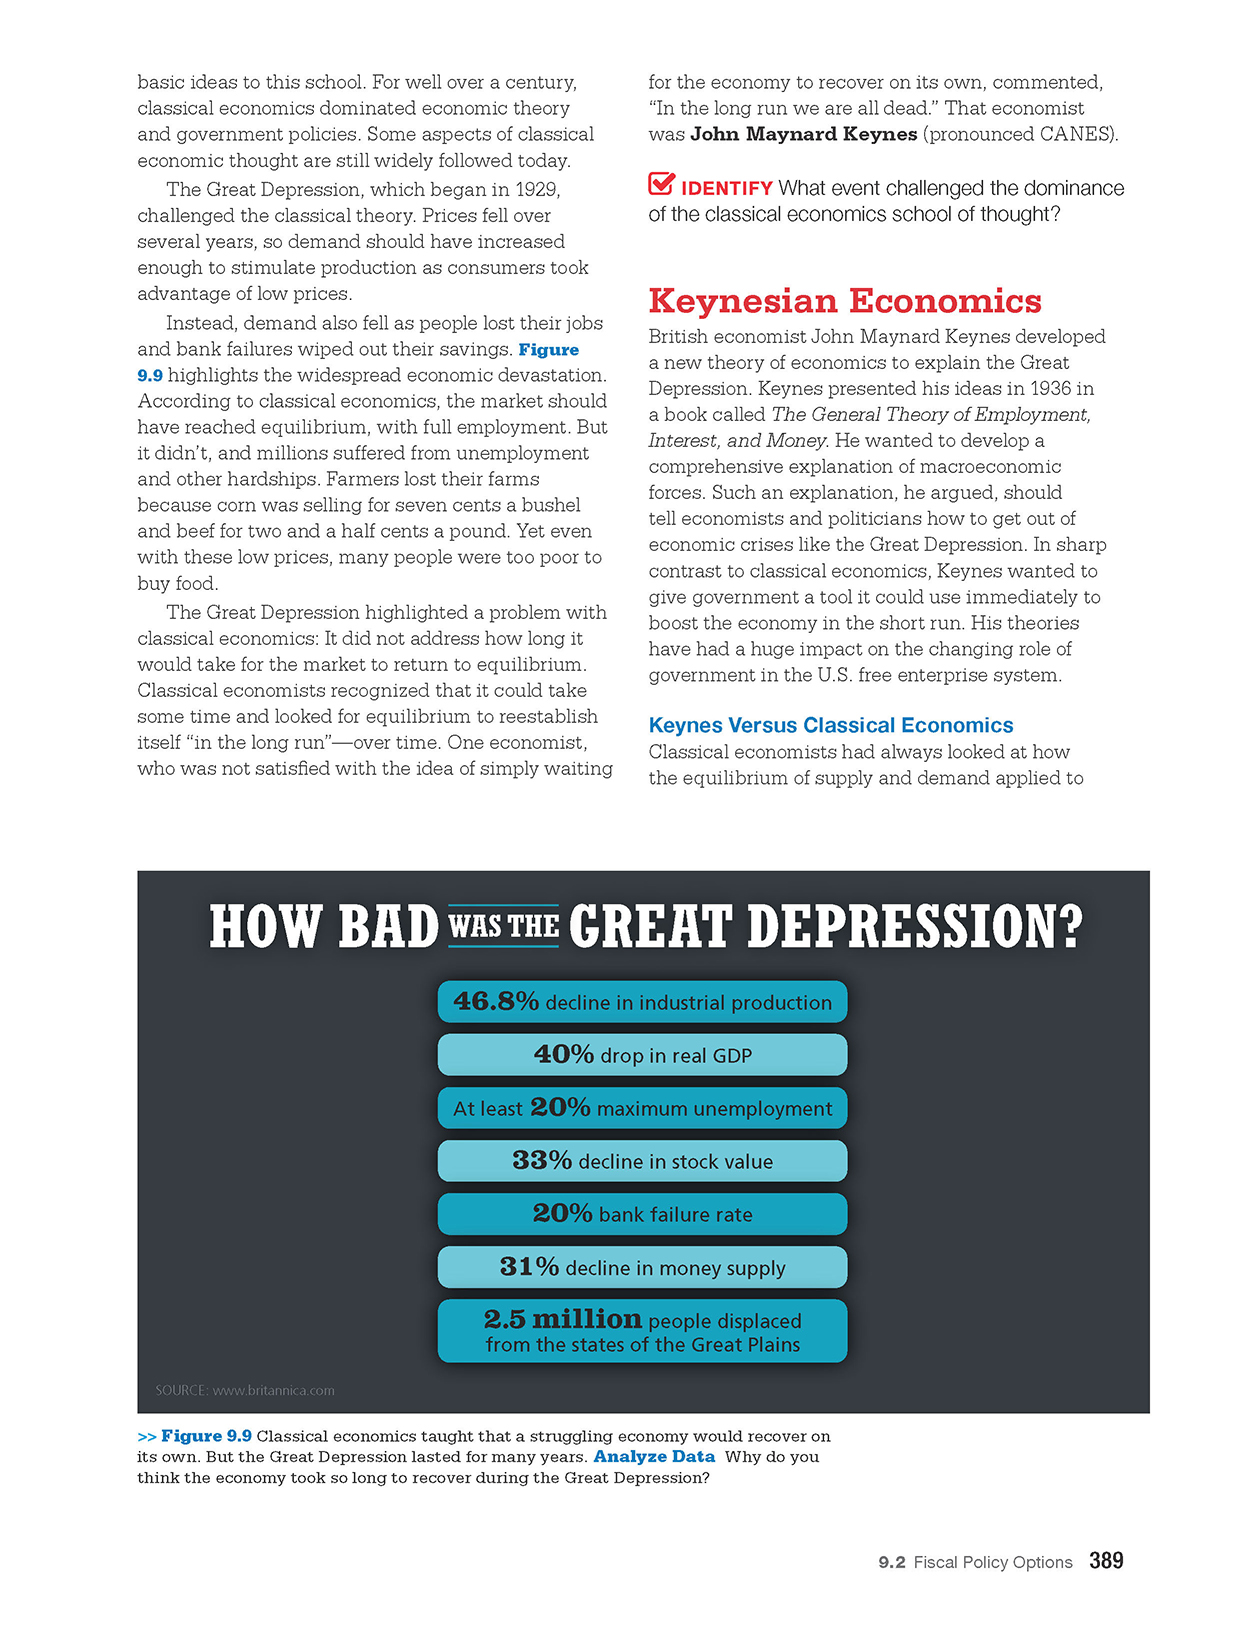 basic ideas to this school. For well over a century,
classical economics dominated economic theory
and government policies. Some aspects of classical
economic thought are still widely followed today.
The Great Depression, which began in 1929,
challenged the classical theory. Prices fell over
several years, so demand should have increased
enough to stimulate production as consumers took
advantage of low prices.
Instead, demand also fell as people lost their jobs
and bank failures wiped out their savings. Figure
9.9 highlights the widespread economic devastation.
According to classical economics, the market should
have reached equilibrium, with full employment. But
it didn’t, and millions suffered from unemployment
and other hardships. Farmers lost their farms
because corn was selling for seven cents a bushel
and beef for two and a half cents a pound. Yet even
with these low prices, many people were too poor to
buy food.
The Great Depression highlighted a problem with
classical economics: It did not address how long it
would take for the market to return to equilibrium.
Classical economists recognized that it could take
some time and looked for equilibrium to reestablish
itself “in the long run”—over time. One economist,
who was not satisfied with the idea of simply waiting
for the economy to recover on its own, commented,
“In the long run we are all dead.” That economist
was John Maynard Keynes (pronounced CANES).
IDENTIFY What event challenged the dominance
of the classical economics school of thought?
Keynesian Economics
British economist John Maynard Keynes developed
a new theory of economics to explain the Great
Depression. Keynes presented his ideas in 1936 in
a book called The General Theory of Employment,
Interest, and Money. He wanted to develop a
comprehensive explanation of macroeconomic
forces. Such an explanation, he argued, should
tell economists and politicians how to get out of
economic crises like the Great Depression. In sharp
contrast to classical economics, Keynes wanted to
give government a tool it could use immediately to
boost the economy in the short run. His theories
have had a huge impact on the changing role of
government in the U.S. free enterprise system.
Keynes Versus Classical Economics
Classical economists had always looked at how
the equilibrium of supply and demand applied to
HOW BAD WAS THE GREAT DEPRESSION?
46.8% decline in industrial production
40% drop in real GDP
At least 20% maximum unemployment
33% decline in stock value
20% bank failure rate
31% decline in money supply
2.5 million people displaced
from the states of the Great Plains
SOURCE: www.britannica.com
>> Figure 9.9 Classical economics taught that a struggling economy would recover on
its own. But the Great Depression lasted for many years. Analyze Data Why do you
think the economy took so long to recover during the Great Depression?
9.2 Fiscal Policy Options 389